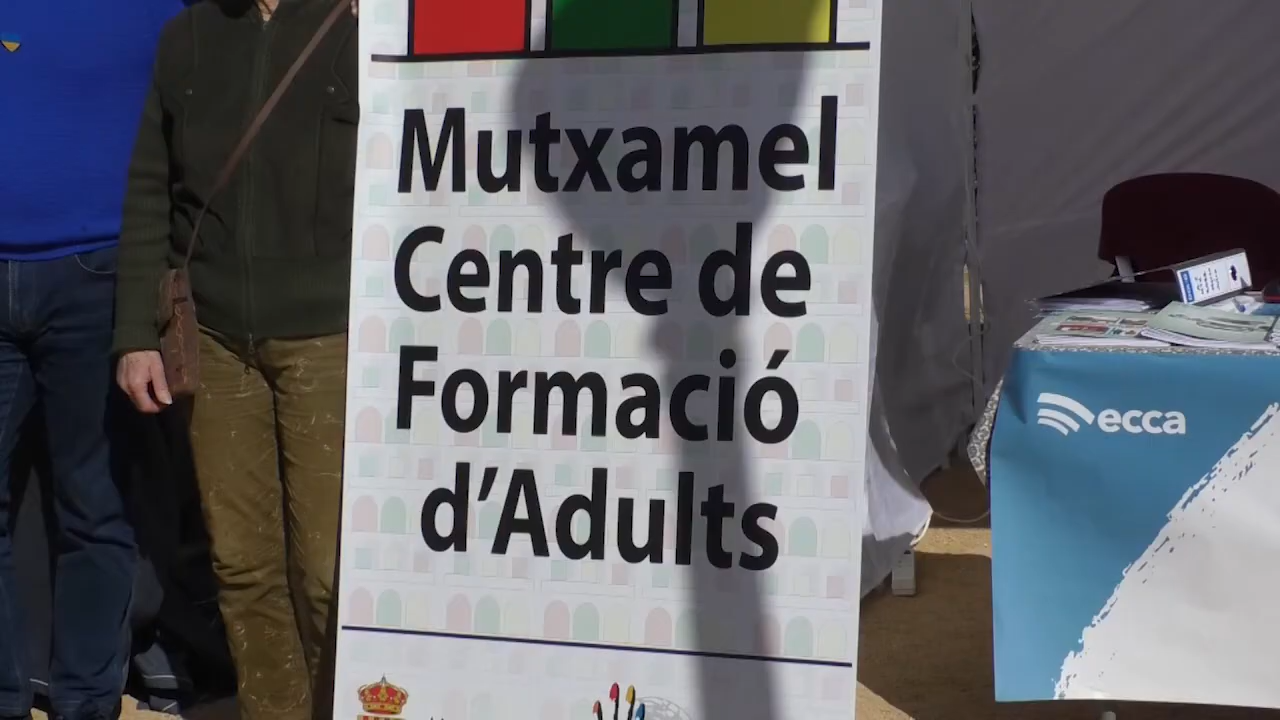 Mutxamel
Centre de
Formació
d'Adults
ecca